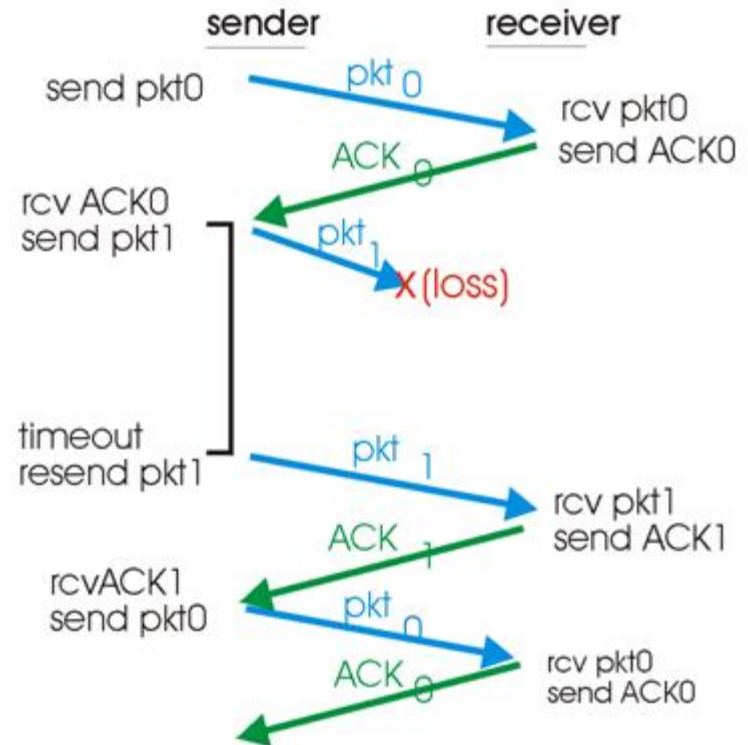 sender
receiver
send pkt0
pkt 0
rcv pkt0
send ACK0
ACK 0
rcv ACK0
send pkt1
pkt 1
X(loss)
timeout
resend pkt1
pkt 1
rcv pkt1
send ACK1
ACK 1
rcvACK1
send pkt0
pkt 0
rcv pkt0
send ACK0
ACK 0